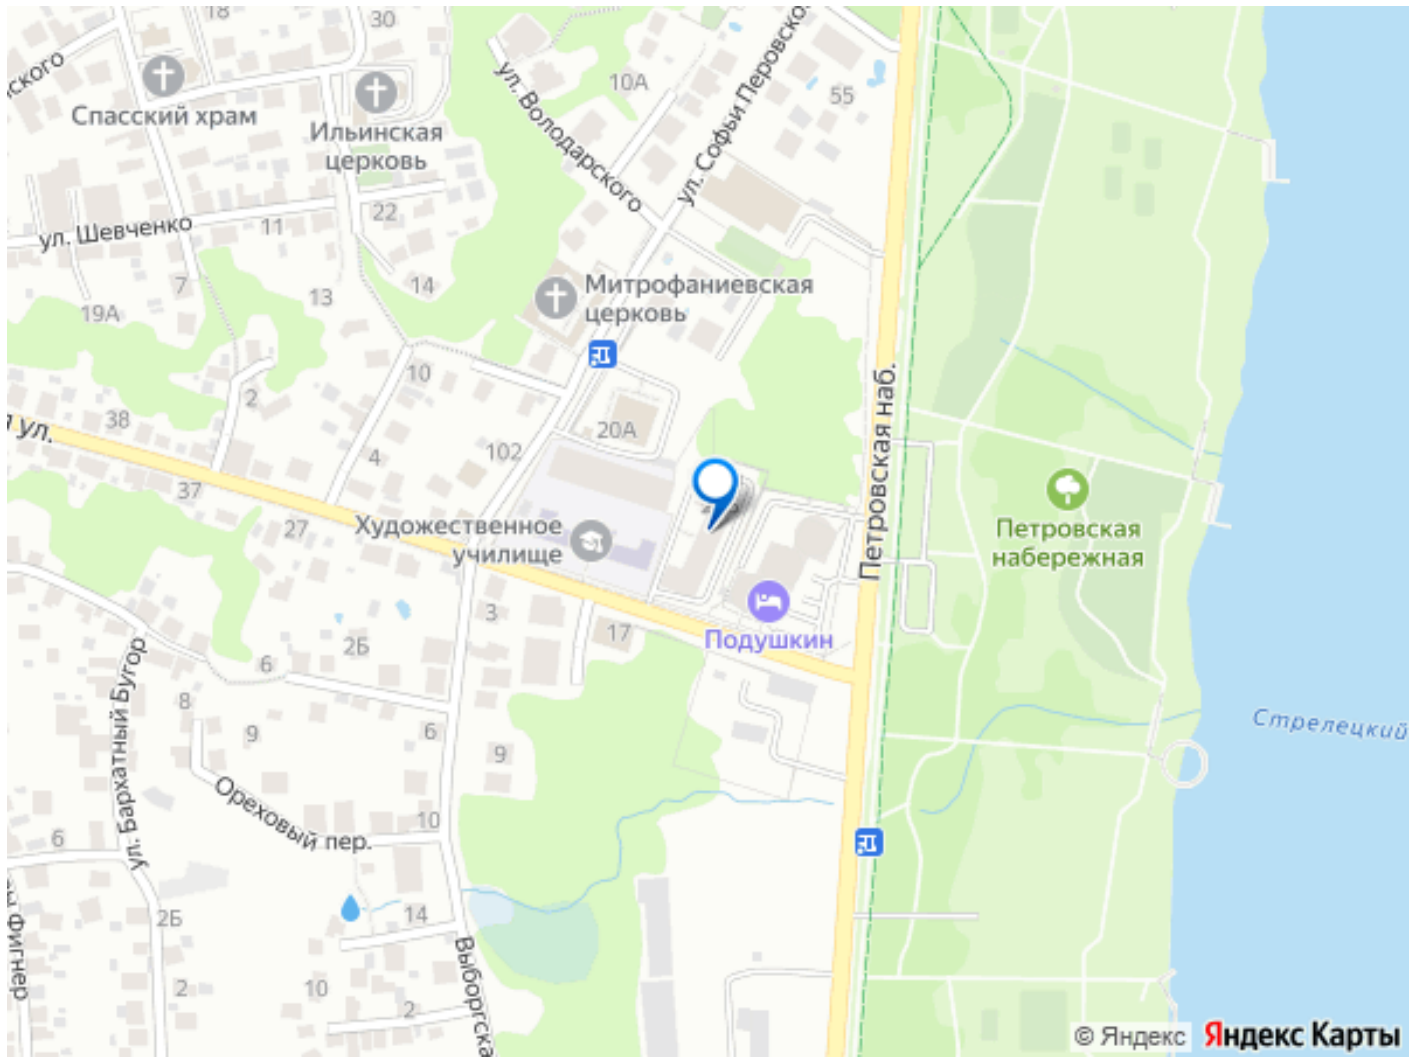 30
18
нского
Спасский храм
Ильинская
церковь
ул. Володарского
10А
ул. Софьи Перовско
55
ул. Шевченко
11
22
7
19А
13
14
Митрофаниевская
церковь
10
2
38
я ул.
4
102
20А
37
27
Художественное
училище
Петровская наб.
Петровская
набережная
Подушкин
3
17
2Б
6
8
9
6
9
ул. Бархатный Бугор
Ореховый пер.
10
6
Стрелецкий
2Б
14
Фигнер
2
10
2
Выборгска
© Яндекс Яндекс Карты